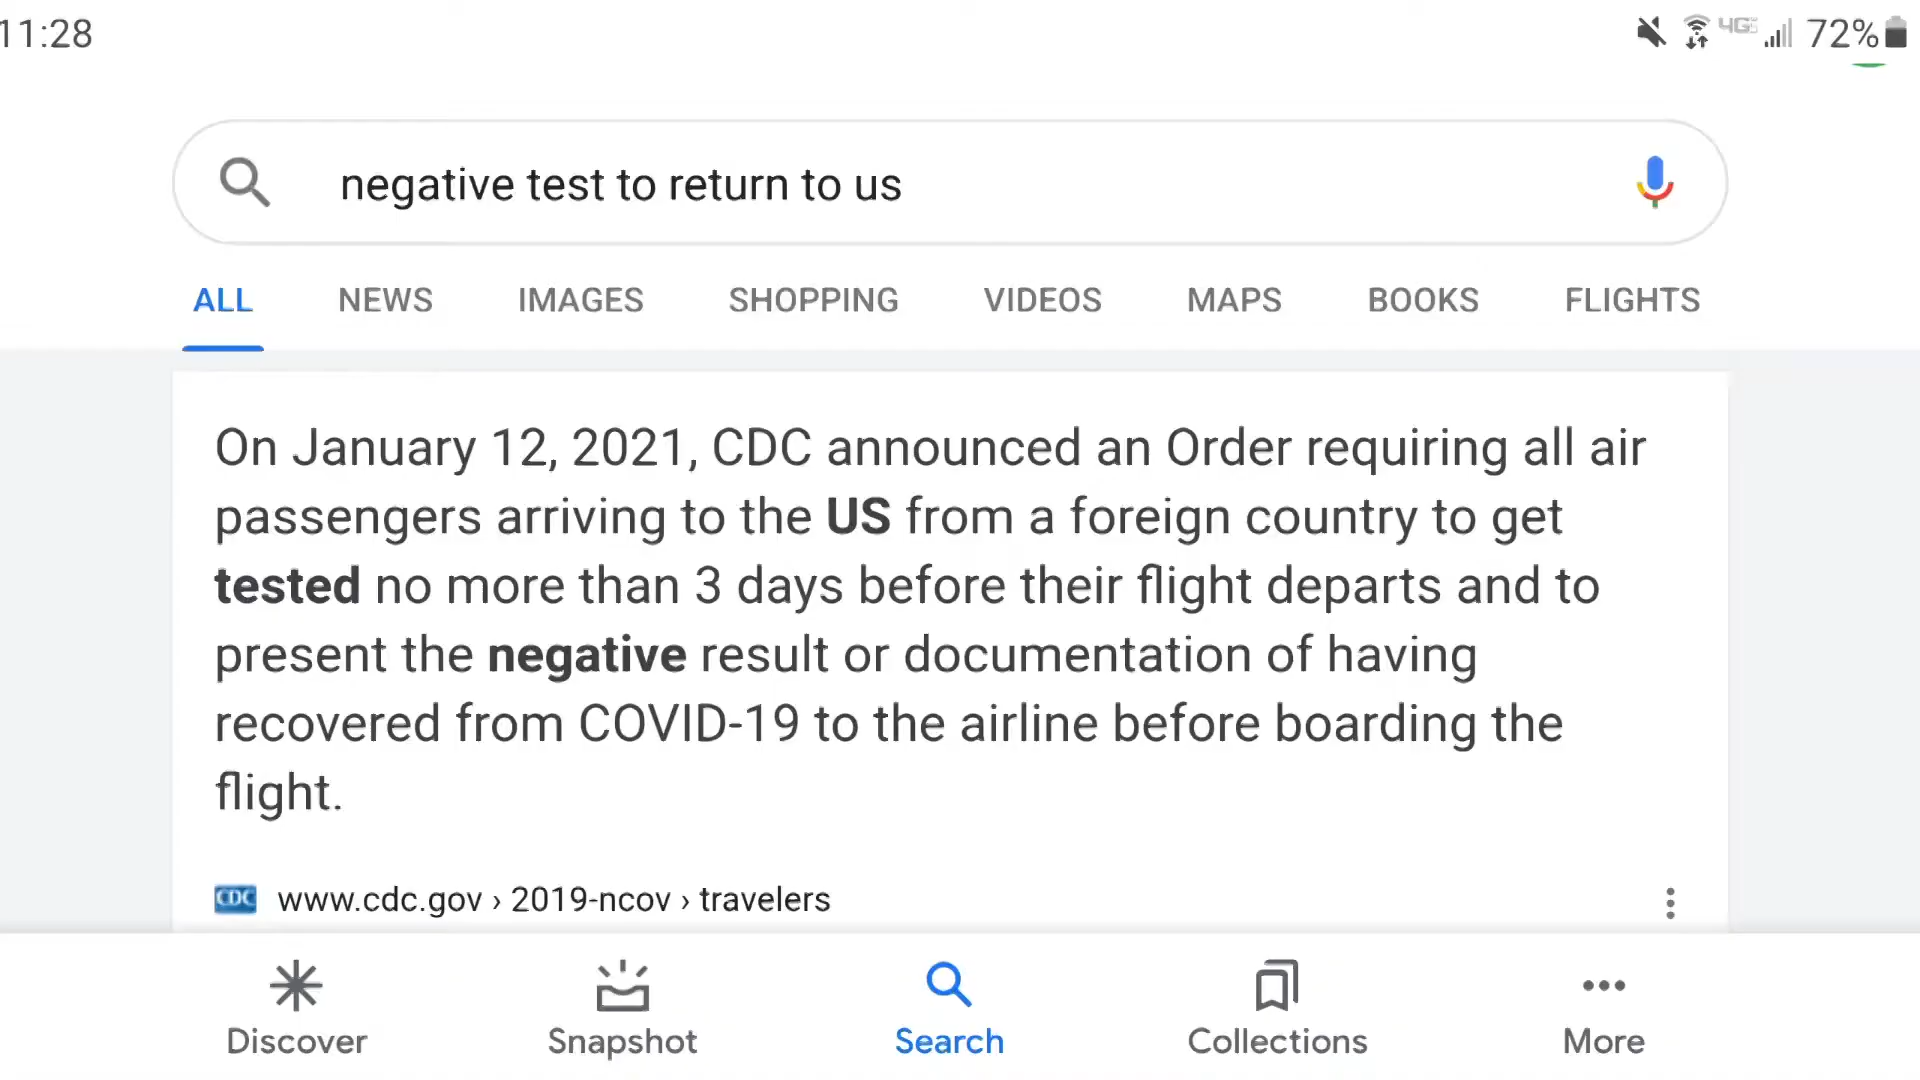 11:28
4G 72%
negative test to return to us
ALL NEWS IMAGES SHOPPING VIDEOS MAPS BOOKS FLIGHTS
On January 12, 2021, CDC announced an Order requiring all air
passengers arriving to the US from a foreign country to get
tested no more than 3 days before their flight departs and to
present the negative result or documentation of having
recovered from COVID-19 to the airline before boarding the
flight.
CDC www.cdc.gov › 2019-ncov › travelers
Discover Snapshot Search Collections More